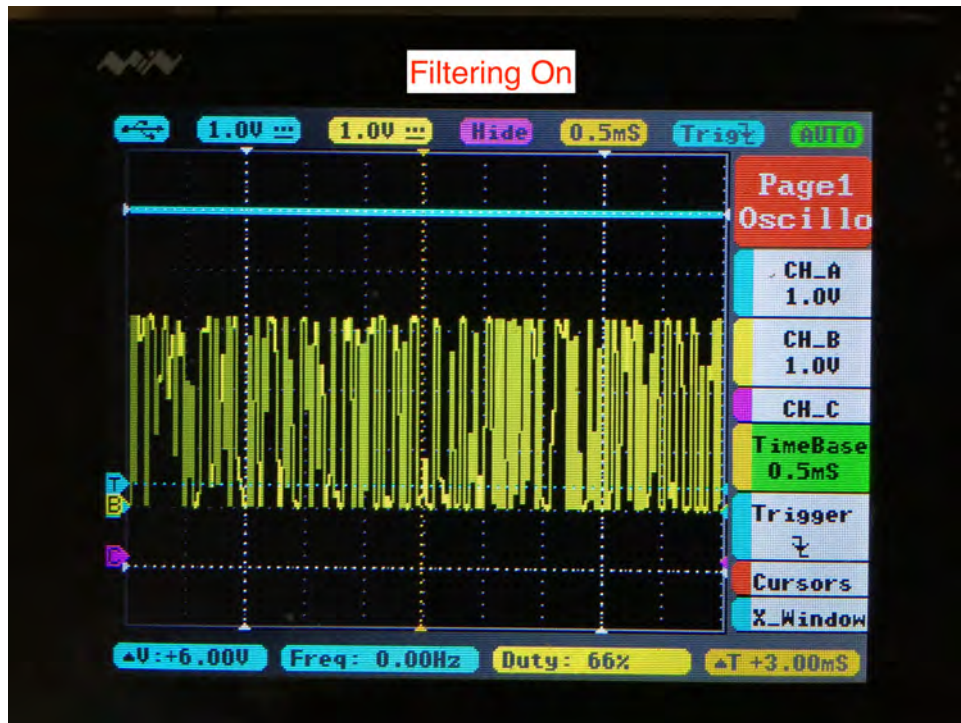 Filtering On
1.0V 1.0V Hide 0.5mS Trig AUTO
Page1
Oscillo
CH_A
1.0V
CH_B
1.0V
CH_C
TimeBase
0.5mS
Trigger
Cursors
X_Window
T
B
▲V:+6.00V Freq: 0.00Hz Duty: 66% ▲T +3.00mS